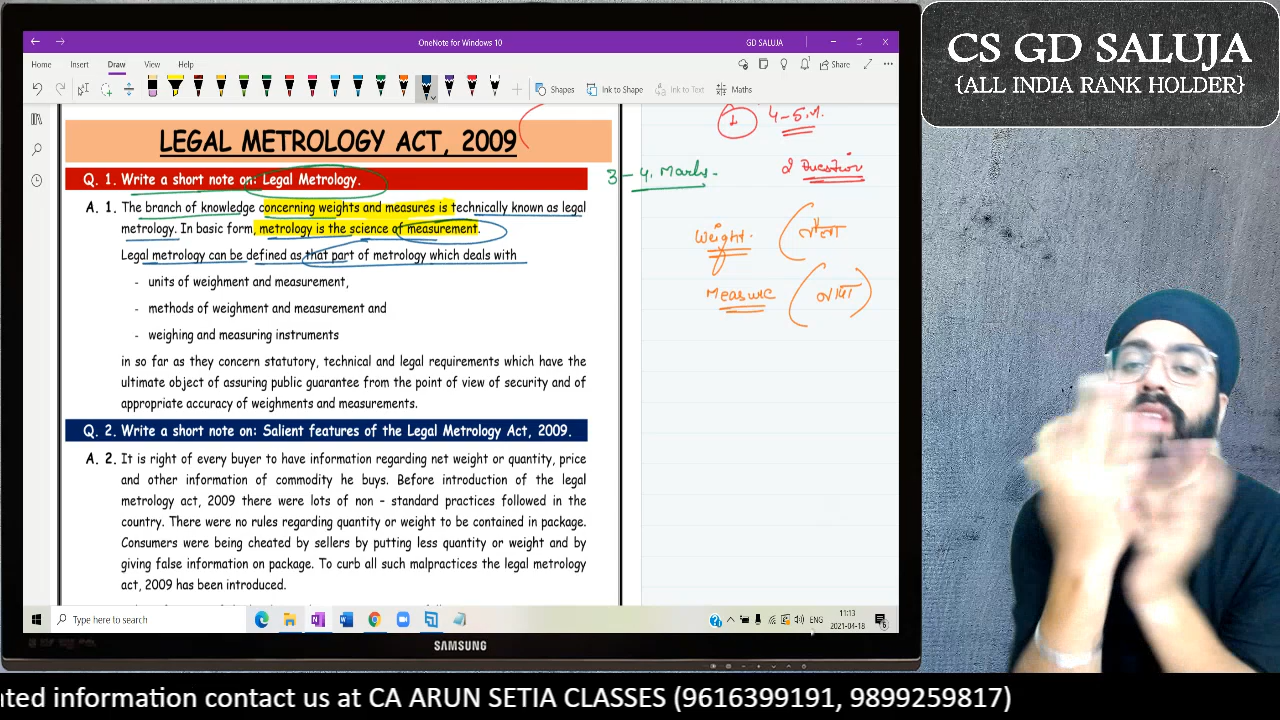 CS GD SALUJA
{ALL INDIA RANK HOLDER}
OneNote for Windows 10
GD SALUJA
Home Insert Draw View Help
Share
Shapes
Ink to Shape
Ink to Text
Maths
LEGAL METROLOGY ACT, 2009
1 4-5 M.
3-4. Marks.
2 Question
Q. 1. Write a short note on: Legal Metrology.
A. 1. The branch of knowledge concerning weights and measures is technically known as legal
metrology. In basic form, metrology is the science of measurement.
Legal metrology can be defined as that part of metrology which deals with
- units of weighment and measurement,
- methods of weighment and measurement and
- weighing and measuring instruments
in so far as they concern statutory, technical and legal requirements which have the
ultimate object of assuring public guarantee from the point of view of security and of
appropriate accuracy of weighments and measurements.
Weight
Measure
Q. 2. Write a short note on: Salient features of the Legal Metrology Act, 2009.
A. 2. It is right of every buyer to have information regarding net weight or quantity, price
and other information of commodity he buys. Before introduction of the legal
metrology act, 2009 there were lots of non – standard practices followed in the
country. There were no rules regarding quantity or weight to be contained in package.
Consumers were being cheated by sellers by putting less quantity or weight and by
giving false information on package. To curb all such malpractices the legal metrology
act, 2009 has been introduced.
Type here to search
ENG
11:13
2021-04-18
SAMSUNG
ated information contact us at CA ARUN SETIA CLASSES (9616399191, 9899259817)